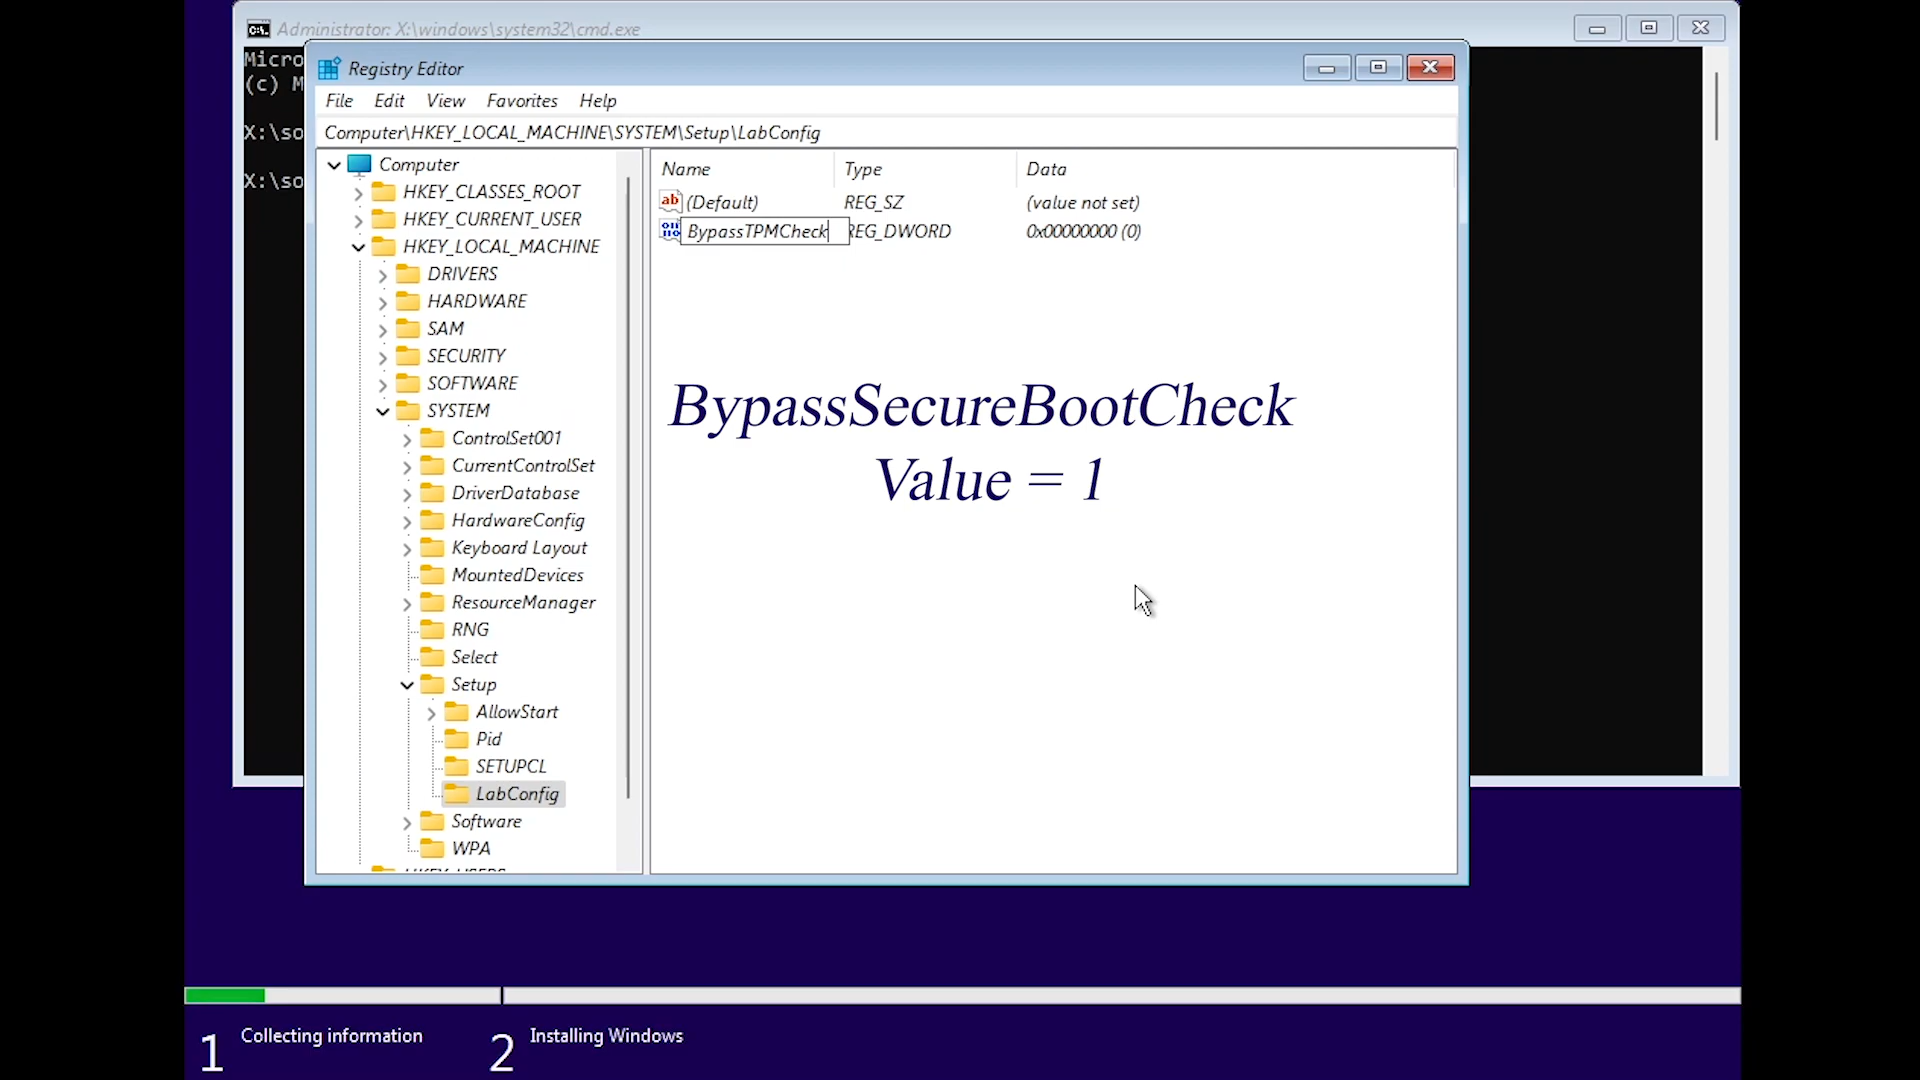 Administrator: X:\windows\system32\cmd.exe
Micro
(c) M
X:\so
X:\so
Registry Editor
File Edit View Favorites Help
Computer\HKEY_LOCAL_MACHINE\SYSTEM\Setup\LabConfig
Computer
HKEY_CLASSES_ROOT
HKEY_CURRENT_USER
HKEY_LOCAL_MACHINE
DRIVERS
HARDWARE
SAM
SECURITY
SOFTWARE
SYSTEM
ControlSet001
CurrentControlSet
DriverDatabase
HardwareConfig
Keyboard Layout
MountedDevices
ResourceManager
RNG
Select
Setup
AllowStart
Pid
SETUPCL
LabConfig
Software
WPA
HKEY_USERS
Name Type Data
ab (Default) REG_SZ (value not set)
BypassTPMCheck REG_DWORD 0x00000000 (0)
BypassSecureBootCheck
Value = 1
1 Collecting information
2 Installing Windows